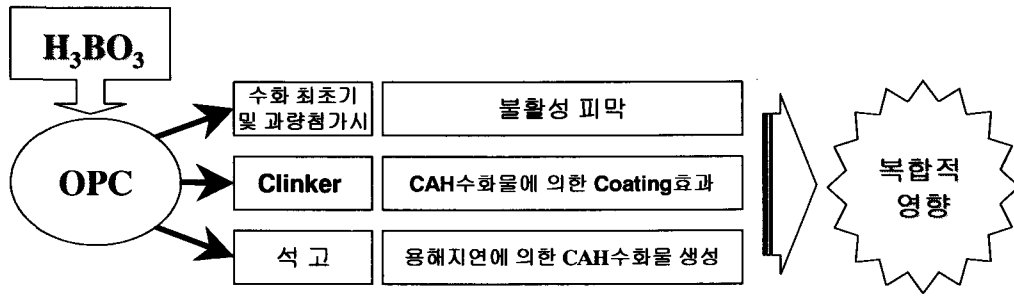 H₃BO₃
OPC
수화 최초기
및 과량첨가시
불활성 피막
Clinker
CAH수화물에 의한 Coating효과
석 고
용해지연에 의한 CAH수화물 생성
복합적
영향